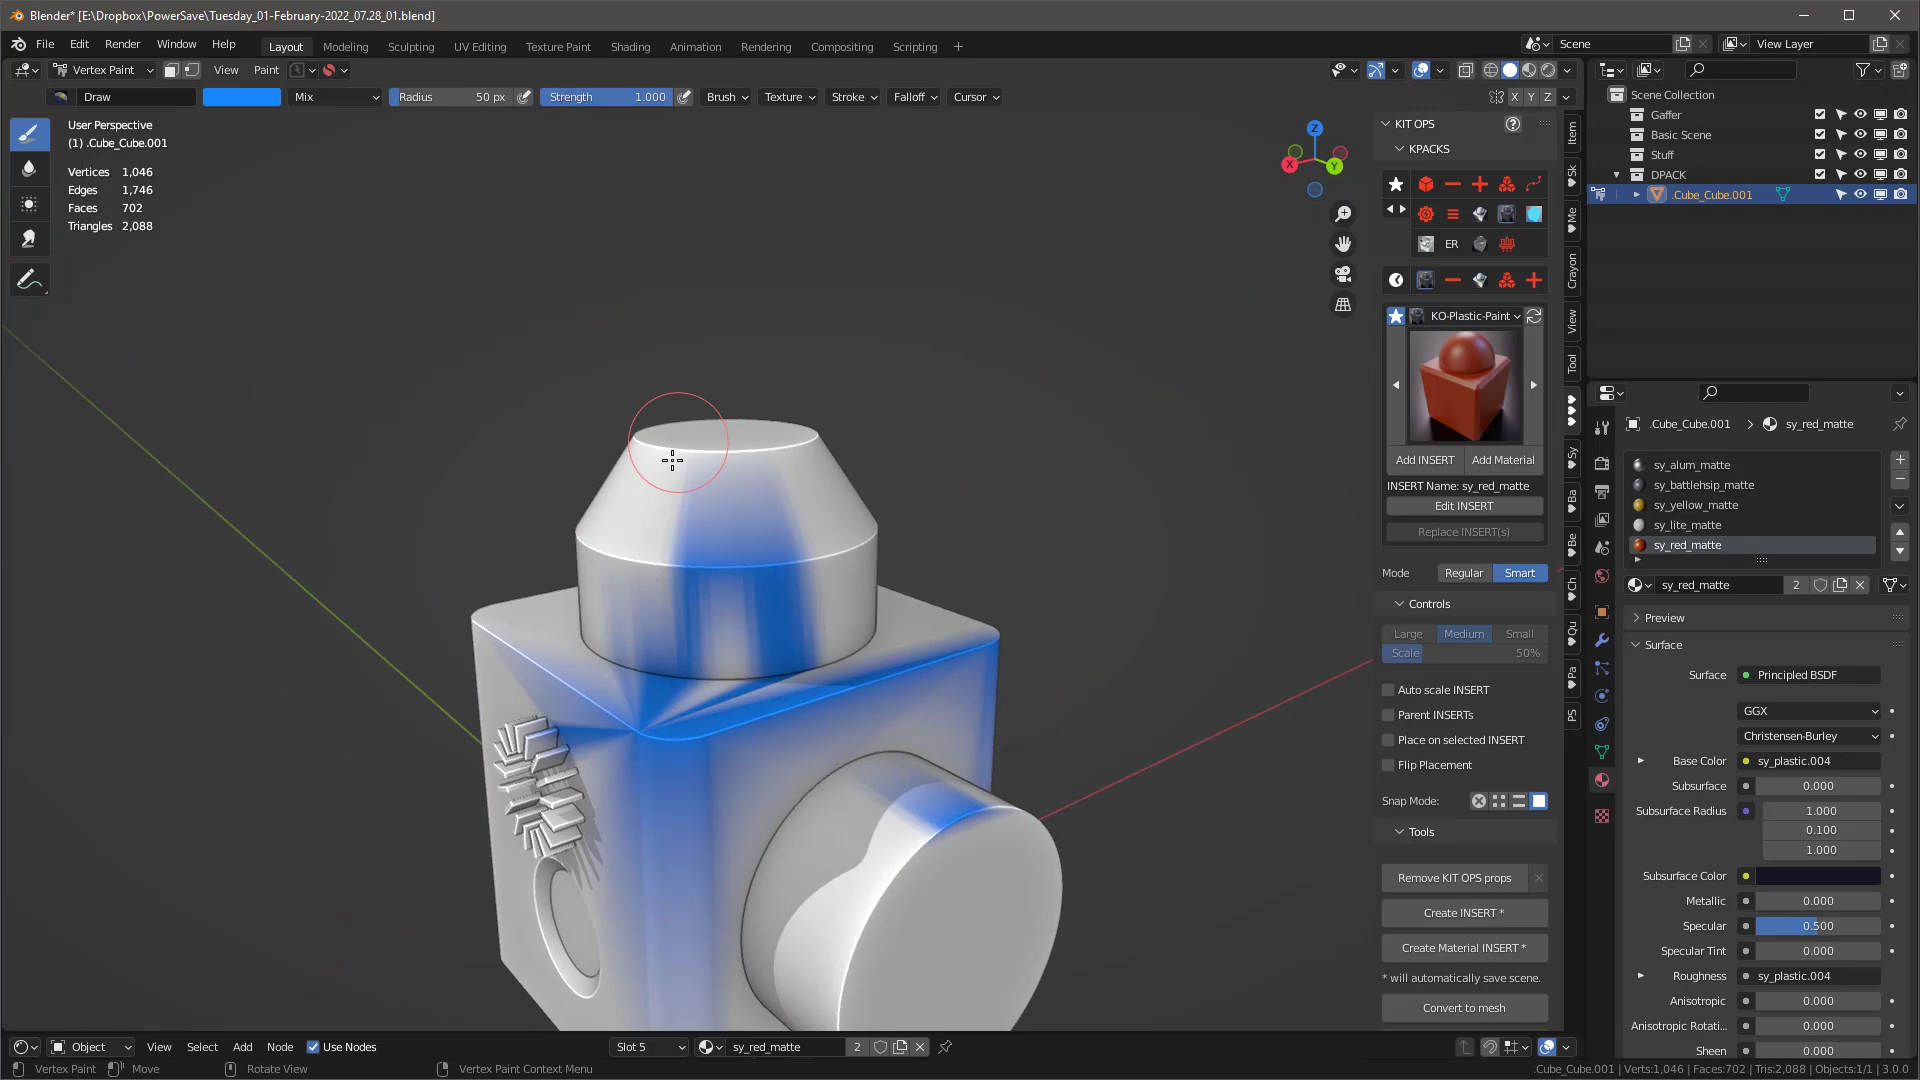 Blender* [E:\Dropbox\PowerSave\Tuesday_01-February-2022_07.28_01.blend]
File Edit Render Window Help Layout Modeling Sculpting UV Editing Texture Paint Shading Animation Rendering Compositing Scripting + Scene View Layer
Vertex Paint View Paint
Draw Mix Radius 50 px Strength 1.000 Brush Texture Stroke Falloff Cursor X Y Z
User Perspective
(1) .Cube_Cube.001
Vertices 1,046
Edges 1,746
Faces 702
Triangles 2,088
Z
X
Y
KIT OPS
KPACKS
ER
KO-Plastic-Paint
Add INSERT Add Material
INSERT Name: sy_red_matte
Edit INSERT
Replace INSERT(s)
Mode Regular Smart
Controls
Large Medium Small
Scale 50%
Auto scale INSERT
Parent INSERTs
Place on selected INSERT
Flip Placement
Snap Mode:
Tools
Remove KIT OPS props
Create INSERT *
Create Material INSERT *
* will automatically save scene.
Convert to mesh
Item
Sk
Me
Crayon
View
Tool
Sy
Ba
Be
Ch
Qu
Pa
PS
Scene Collection
Gaffer
Basic Scene
Stuff
DPACK
.Cube_Cube.001
.Cube_Cube.001 > sy_red_matte
sy_alum_matte
sy_battlehsip_matte
sy_yellow_matte
sy_lite_matte
sy_red_matte
sy_red_matte 2
Preview
Surface
Surface Principled BSDF
GGX
Christensen-Burley
Base Color sy_plastic.004
Subsurface 0.000
Subsurface Radius 1.000
0.100
1.000
Subsurface Color
Metallic 0.000
Specular 0.500
Specular Tint 0.000
Roughness sy_plastic.004
Anisotropic 0.000
Anisotropic Rotati... 0.000
Sheen 0.000
Object View Select Add Node Use Nodes Slot 5 sy_red_matte 2
Vertex Paint Move Rotate View Vertex Paint Context Menu .Cube_Cube.001 | Verts:1,046 | Faces:702 | Tris:2,088 | Objects:1/1 | 3.0.0